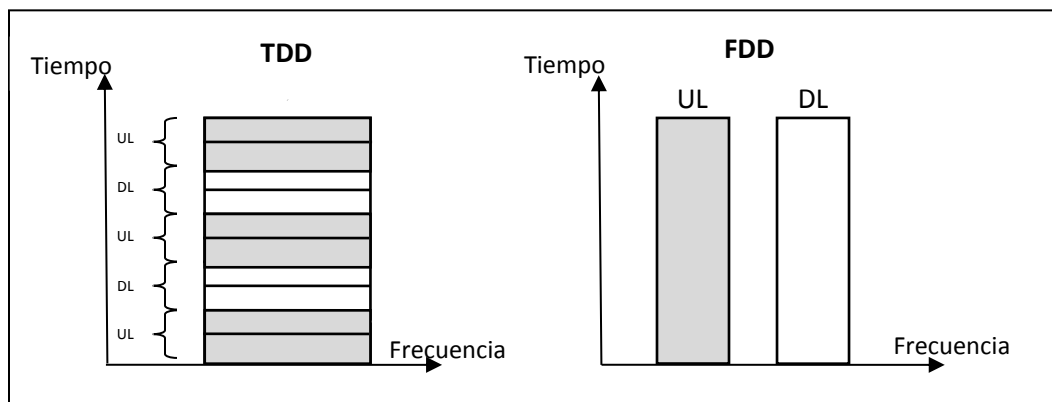 TDD
Tiempo
UL
DL
UL
DL
UL
Frecuencia
FDD
Tiempo
UL DL
Frecuencia